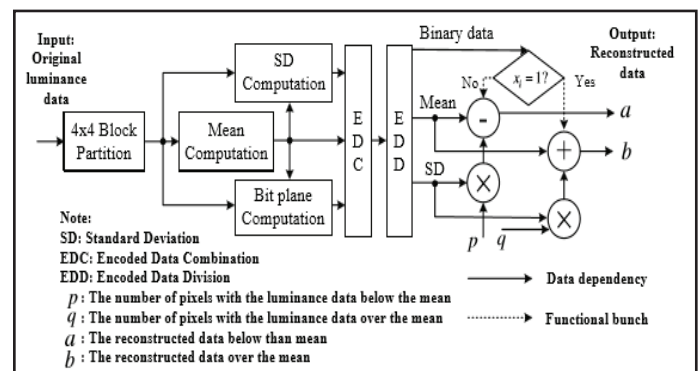 Input:
Original
luminance
data
4x4 Block
Partition
SD
Computation
Mean
Computation
Bit plane
Computation
E
D
C
E
D
D
Binary data
Mean
SD
x_i = 1?
No
Yes
-
+
×
×
p
q
Output:
Reconstructed
data
a
b
Note:
SD: Standard Deviation
EDC: Encoded Data Combination
EDD: Encoded Data Division
p : The number of pixels with the luminance data below the mean
q : The number of pixels with the luminance data over the mean
a : The reconstructed data below than mean
b : The reconstructed data over the mean
Data dependency
Functional bunch